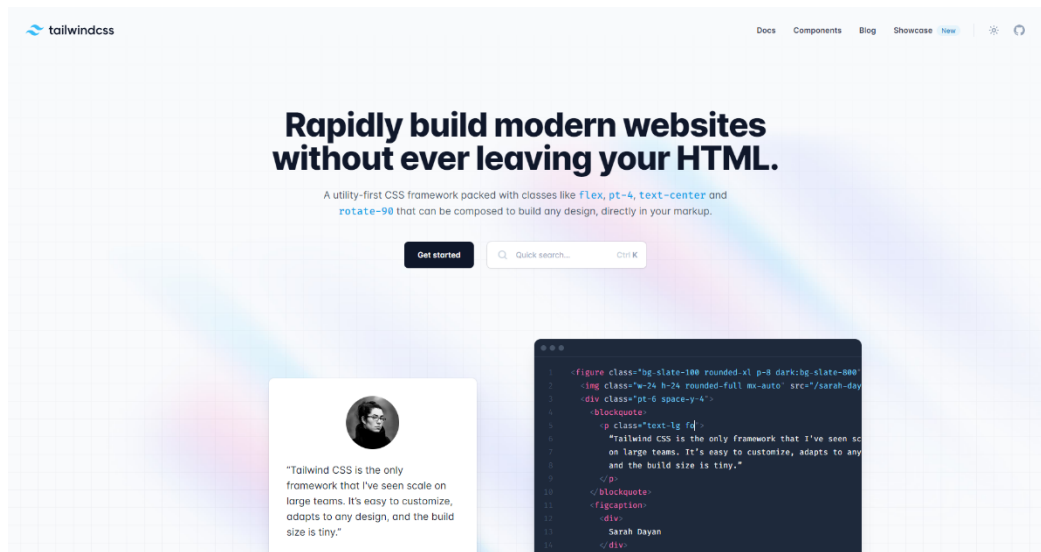 tailwindcss
Docs Components Blog Showcase New
Rapidly build modern websites
without ever leaving your HTML.
A utility-first CSS framework packed with classes like flex, pt-4, text-center and
rotate-90 that can be composed to build any design, directly in your markup.
Get started
Quick search... Ctrl K
“Tailwind CSS is the only
framework that I've seen scale on
large teams. It's easy to customize,
adapts to any design, and the build
size is tiny.”
1 <figure class="bg-slate-100 rounded-xl p-8 dark:bg-slate-800"
2 <img class="w-24 h-24 rounded-full mx-auto" src="/sarah-day
3 <div class="pt-6 space-y-4">
4 <blockquote>
5 <p class="text-lg fo">
6 “Tailwind CSS is the only framework that I've seen sc
7 on large teams. It's easy to customize, adapts to any
8 and the build size is tiny.”
9 </p>
10 </blockquote>
11 <figcaption>
12 <div>
13 Sarah Dayan
14 </div>